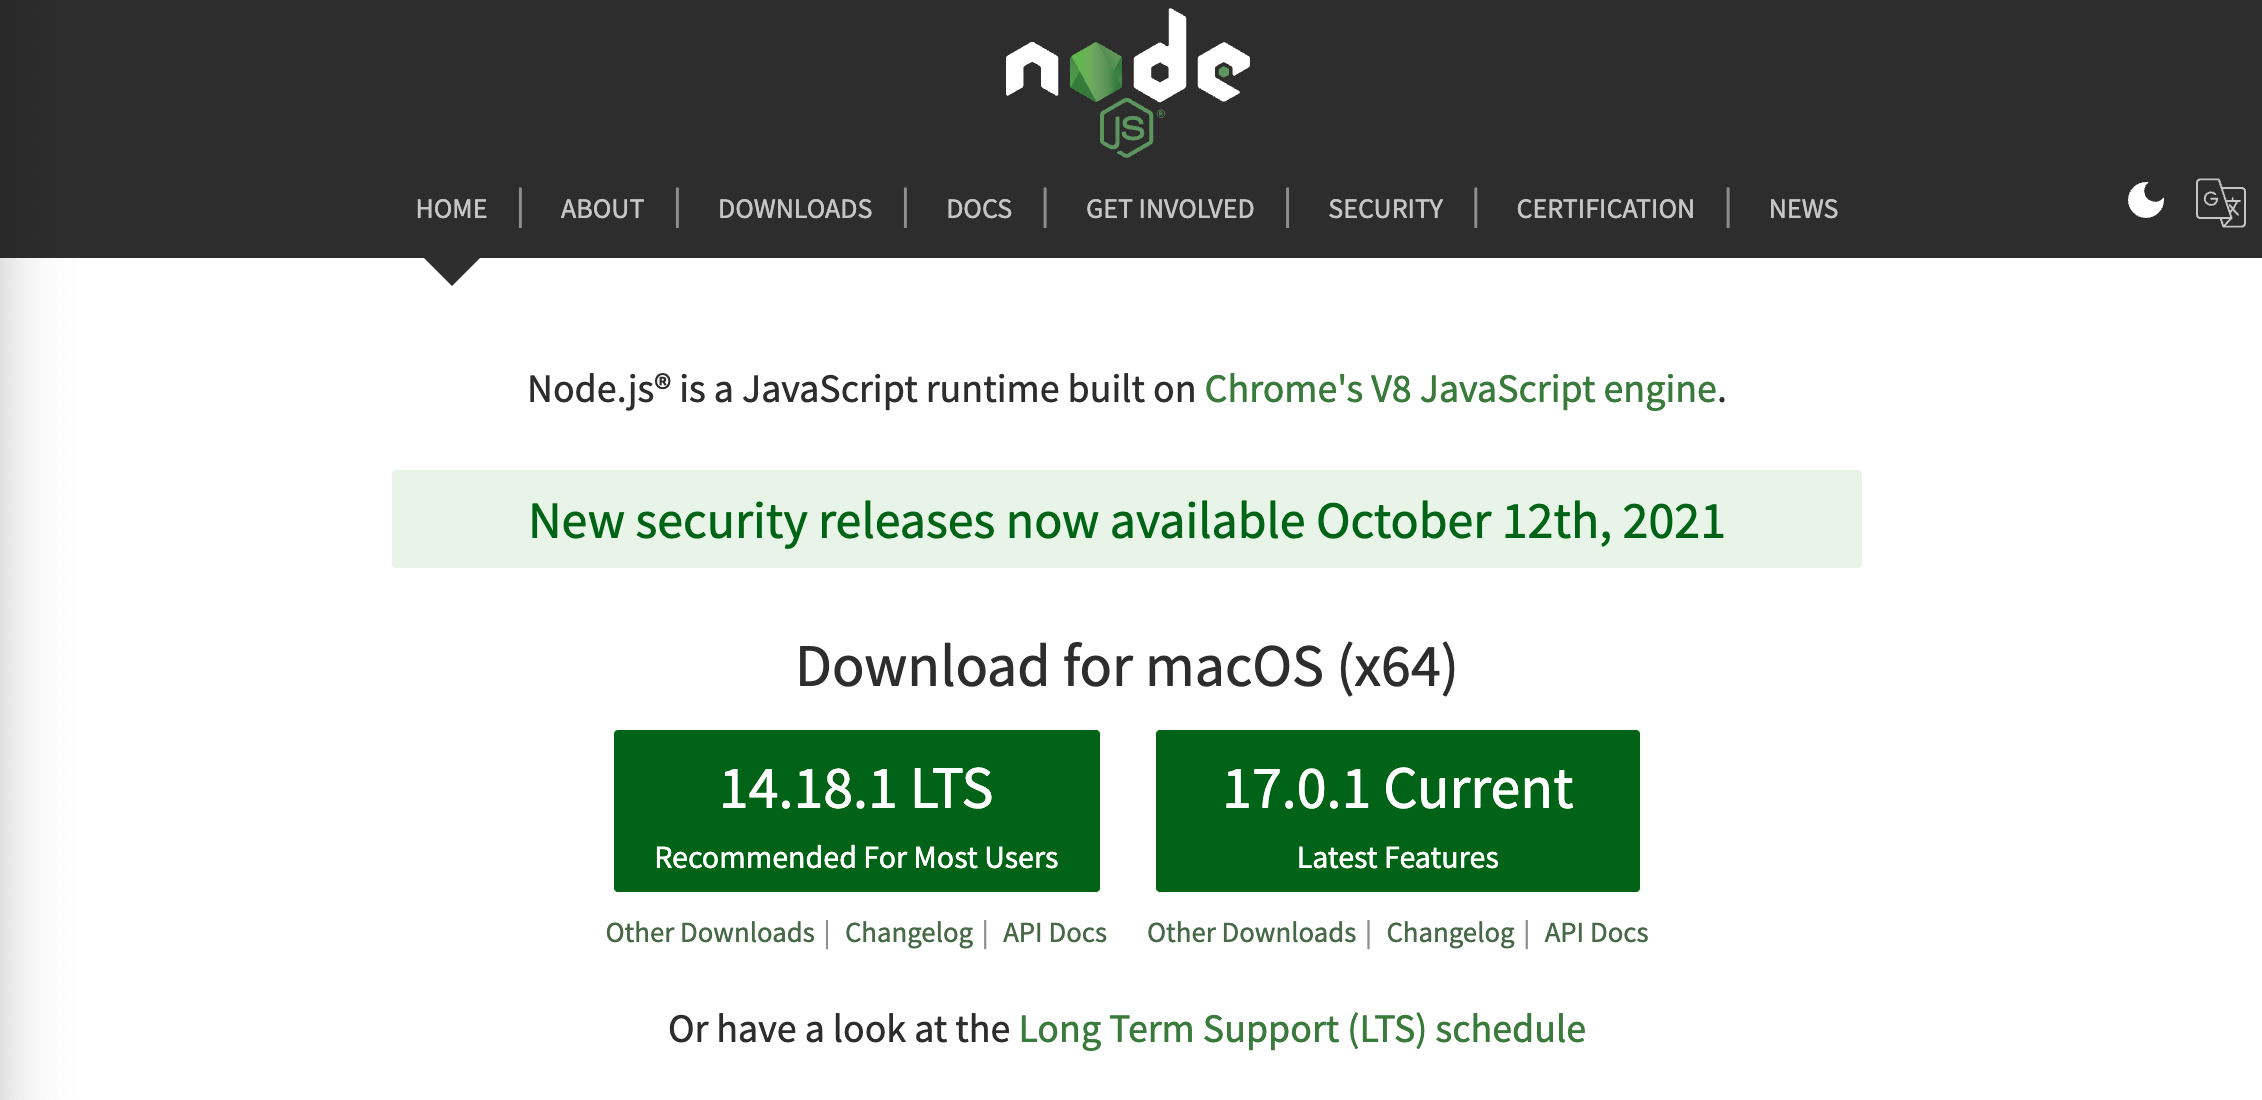 node
JS®
HOME | ABOUT | DOWNLOADS | DOCS | GET INVOLVED | SECURITY | CERTIFICATION | NEWS
G 文
Node.js® is a JavaScript runtime built on Chrome's V8 JavaScript engine.
New security releases now available October 12th, 2021
Download for macOS (x64)
14.18.1 LTS
Recommended For Most Users
17.0.1 Current
Latest Features
Other Downloads | Changelog | API Docs
Other Downloads | Changelog | API Docs
Or have a look at the Long Term Support (LTS) schedule